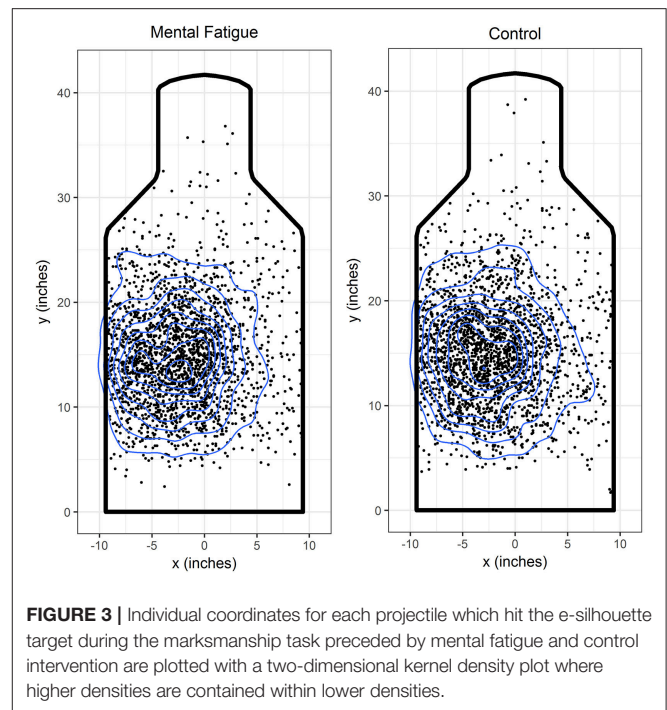 Mental Fatigue
Control
y (inches)
40
30
20
10
0
-10 -5 0 5 10
x (inches)
y (inches)
40
30
20
10
0
-10 -5 0 5 10
x (inches)
FIGURE 3 | Individual coordinates for each projectile which hit the e-silhouette
target during the marksmanship task preceded by mental fatigue and control
intervention are plotted with a two-dimensional kernel density plot where
higher densities are contained within lower densities.